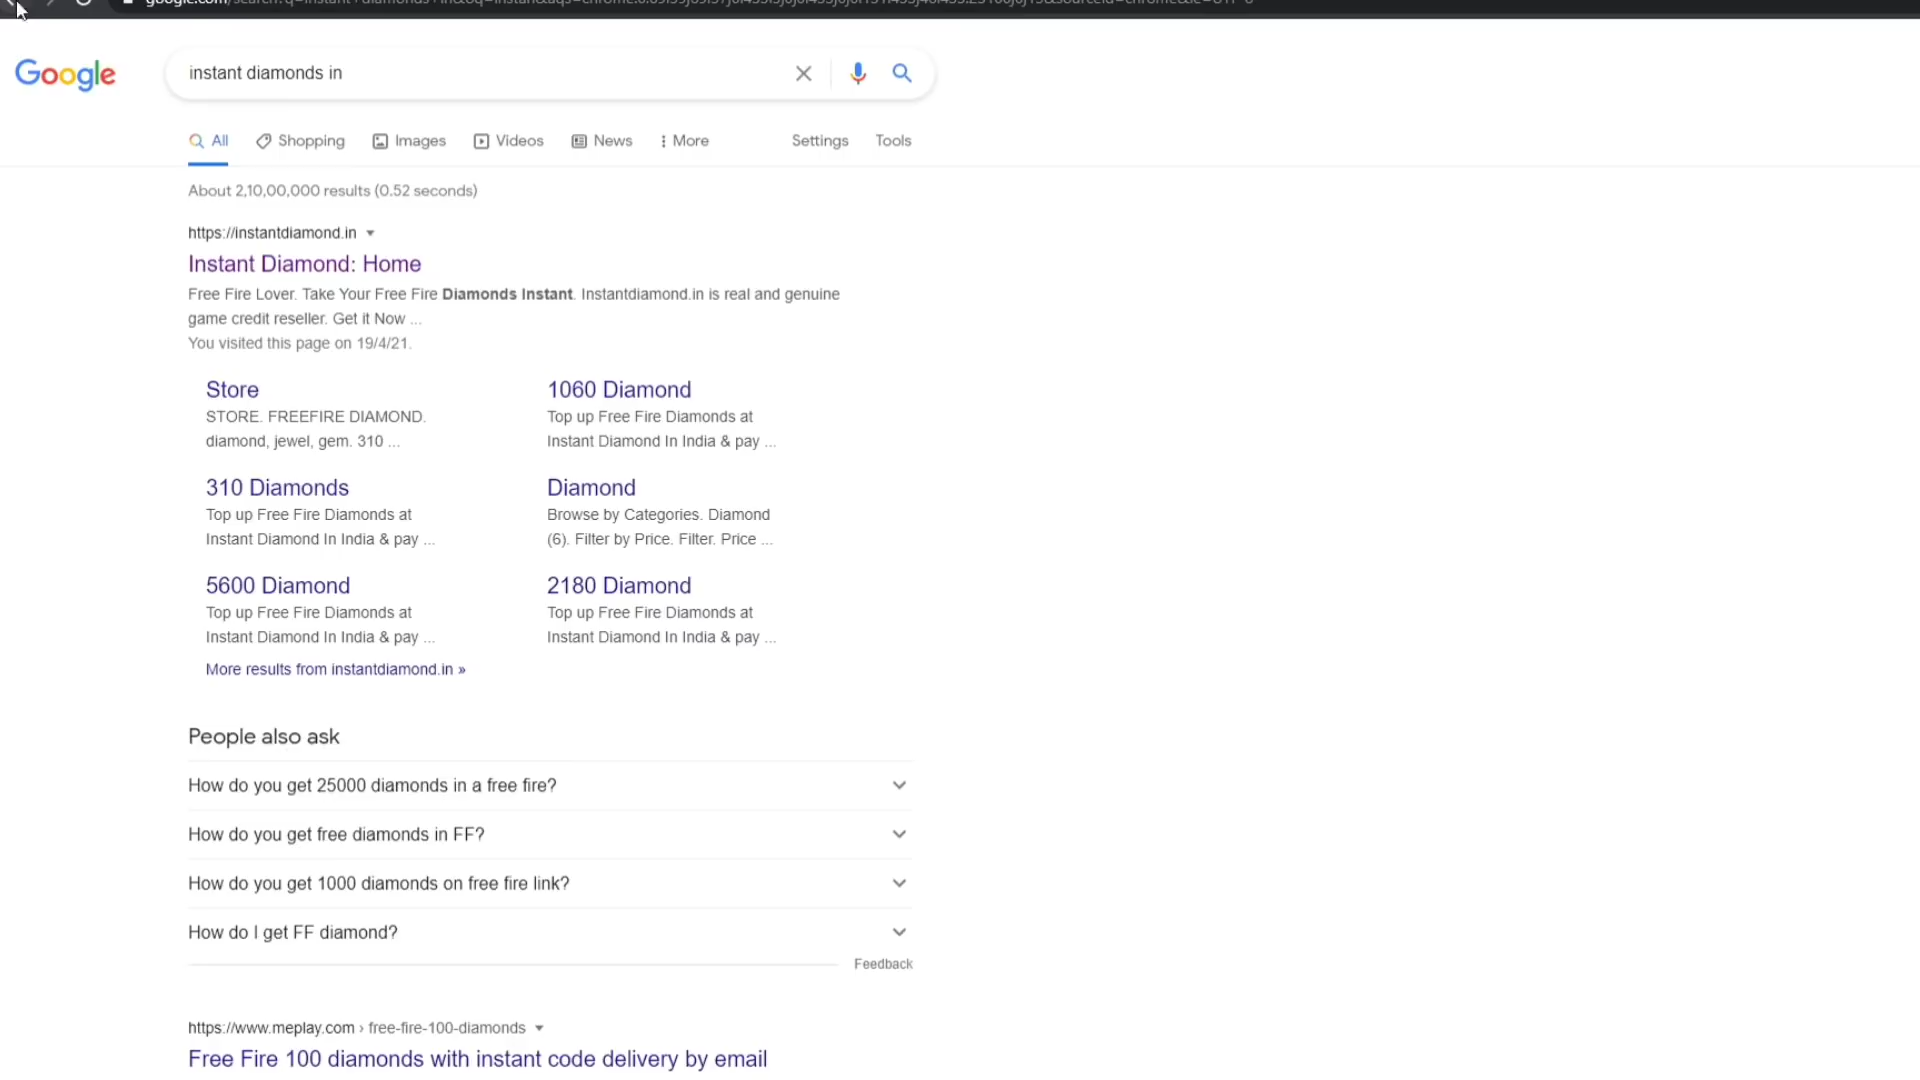 Google
instant diamonds in
All Shopping Images Videos News More Settings Tools
About 2,10,00,000 results (0.52 seconds)
https://instantdiamond.in
Instant Diamond: Home
Free Fire Lover. Take Your Free Fire Diamonds Instant. Instantdiamond.in is real and genuine
game credit reseller. Get it Now ...
You visited this page on 19/4/21.
Store
STORE. FREEFIRE DIAMOND.
diamond, jewel, gem. 310 ...
1060 Diamond
Top up Free Fire Diamonds at
Instant Diamond In India & pay ...
310 Diamonds
Top up Free Fire Diamonds at
Instant Diamond In India & pay ...
Diamond
Browse by Categories. Diamond
(6). Filter by Price. Filter. Price ...
5600 Diamond
Top up Free Fire Diamonds at
Instant Diamond In India & pay ...
2180 Diamond
Top up Free Fire Diamonds at
Instant Diamond In India & pay ...
More results from instantdiamond.in »
People also ask
How do you get 25000 diamonds in a free fire?
How do you get free diamonds in FF?
How do you get 1000 diamonds on free fire link?
How do I get FF diamond?
Feedback
https://www.meplay.com › free-fire-100-diamonds
Free Fire 100 diamonds with instant code delivery by email